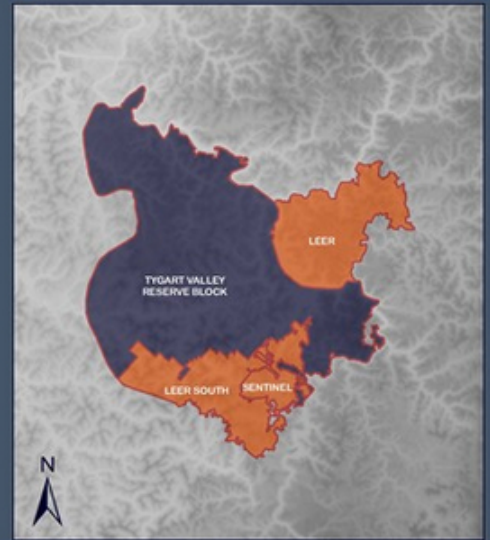 LEER
TYGART VALLEY
RESERVE BLOCK
LEER SOUTH
SENTINEL
N